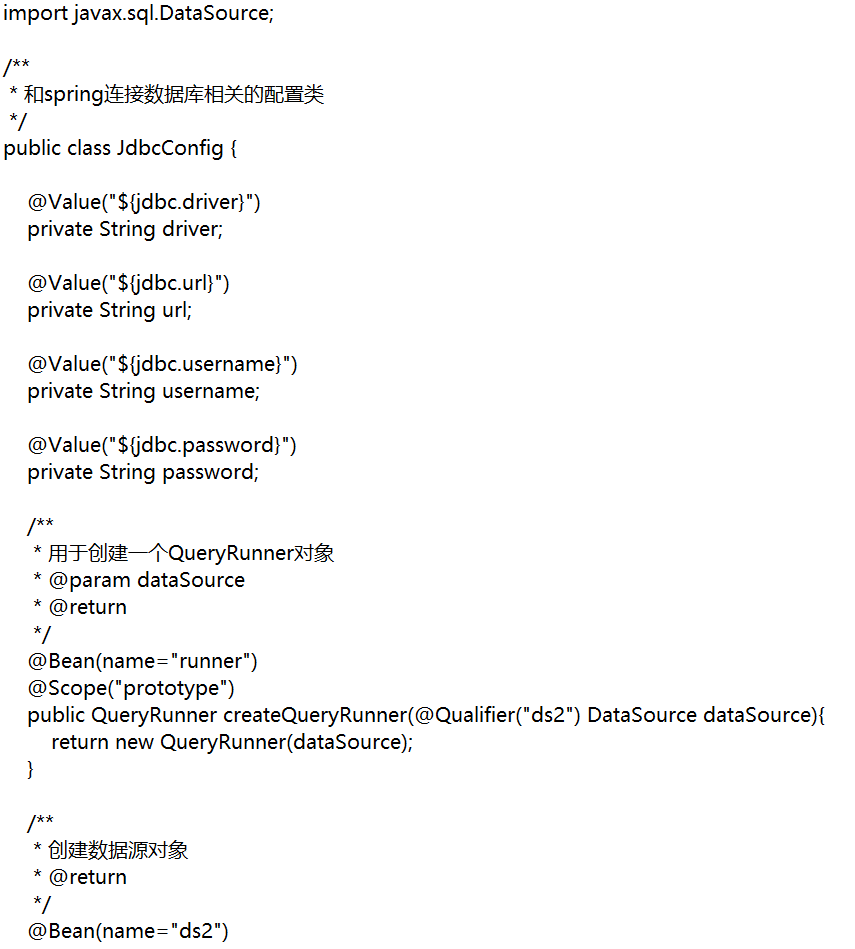 import javax.sql.DataSource;
/**
* 和spring连接数据库相关的配置类
*/
public class JdbcConfig {
@Value("${jdbc.driver}")
private String driver;
@Value("${jdbc.url}")
private String url;
@Value("${jdbc.username}")
private String username;
@Value("${jdbc.password}")
private String password;
/**
* 用于创建一个QueryRunner对象
* @param dataSource
* @return
*/
@Bean(name="runner")
@Scope("prototype")
public QueryRunner createQueryRunner(@Qualifier("ds2") DataSource dataSource){
return new QueryRunner(dataSource);
}
/**
* 创建数据源对象
* @return
*/
@Bean(name="ds2")